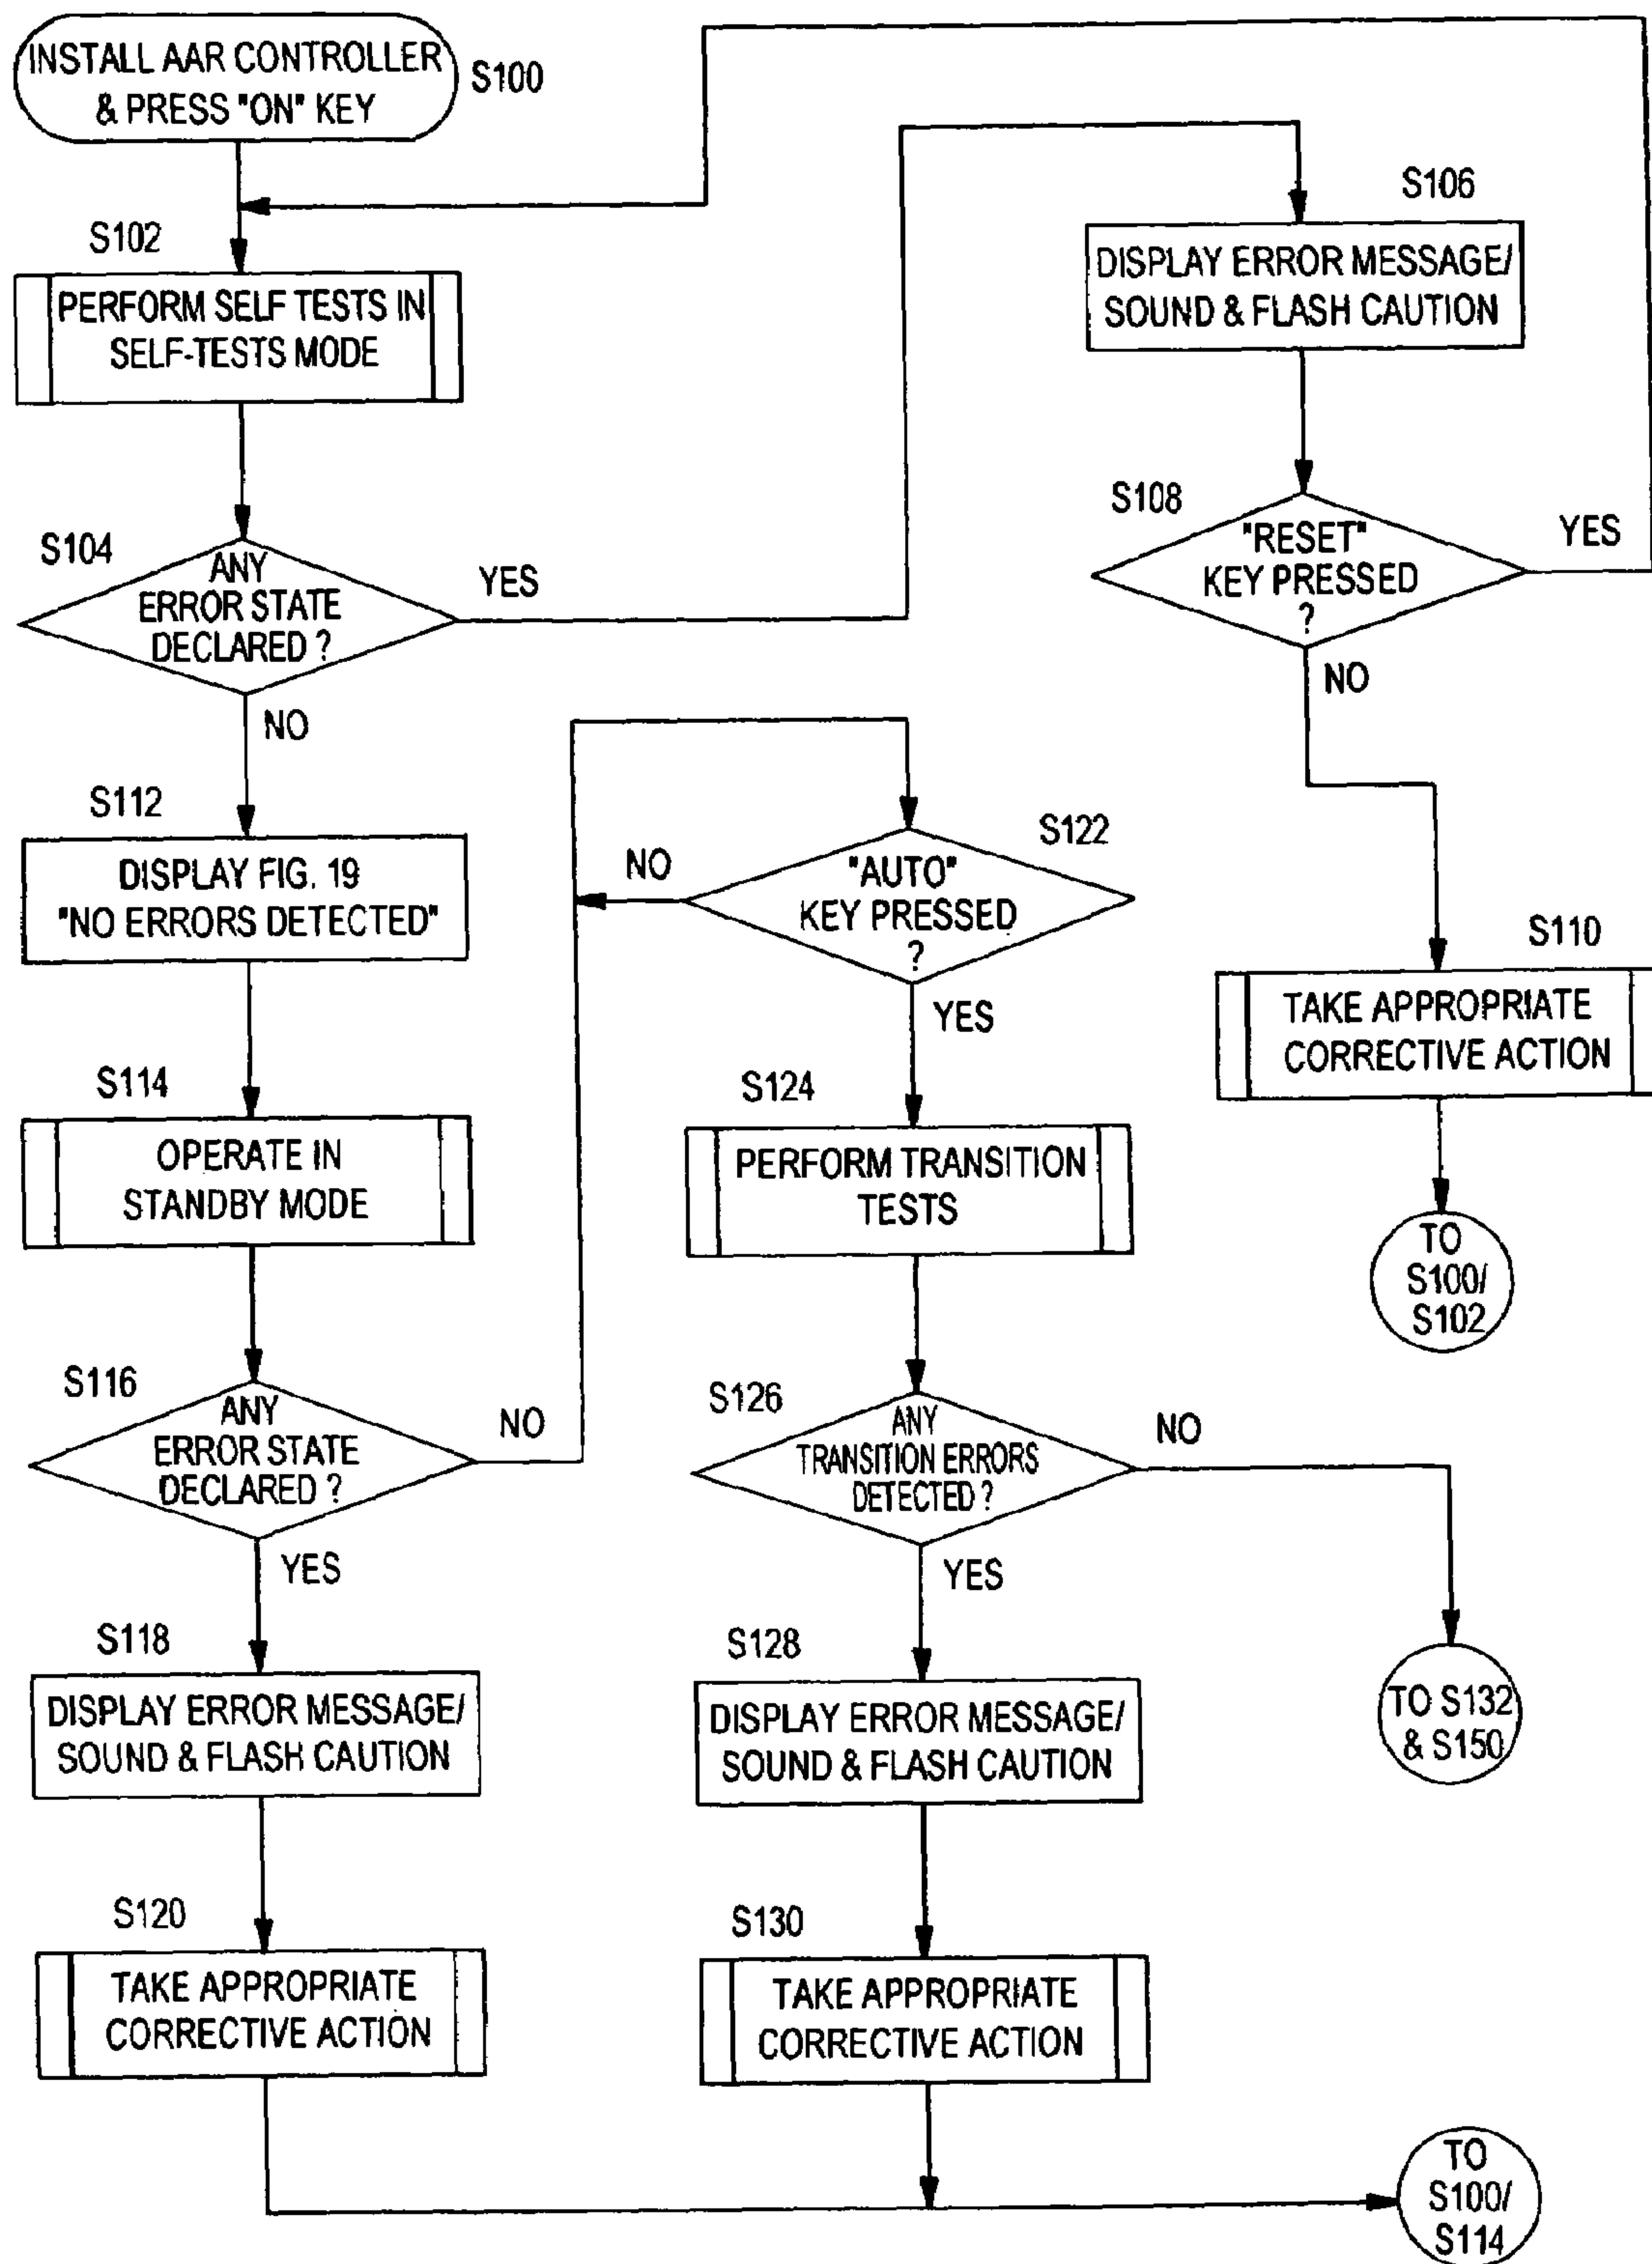 INSTALL AAR CONTROLLER
& PRESS "ON" KEY
S100
S102
PERFORM SELF TESTS IN
SELF-TESTS MODE
S104
ANY
ERROR STATE
DECLARED ?
YES
NO
S106
DISPLAY ERROR MESSAGE/
SOUND & FLASH CAUTION
S108
"RESET"
KEY PRESSED
?
YES
NO
S110
TAKE APPROPRIATE
CORRECTIVE ACTION
TO
S100/
S102
S112
DISPLAY FIG. 19
"NO ERRORS DETECTED"
S114
OPERATE IN
STANDBY MODE
S116
ANY
ERROR STATE
DECLARED ?
NO
YES
S118
DISPLAY ERROR MESSAGE/
SOUND & FLASH CAUTION
S120
TAKE APPROPRIATE
CORRECTIVE ACTION
S122
"AUTO"
KEY PRESSED
?
NO
YES
S124
PERFORM TRANSITION
TESTS
S126
ANY
TRANSITION ERRORS
DETECTED ?
NO
YES
TO S132
& S150
S128
DISPLAY ERROR MESSAGE/
SOUND & FLASH CAUTION
S130
TAKE APPROPRIATE
CORRECTIVE ACTION
TO
S100/
S114